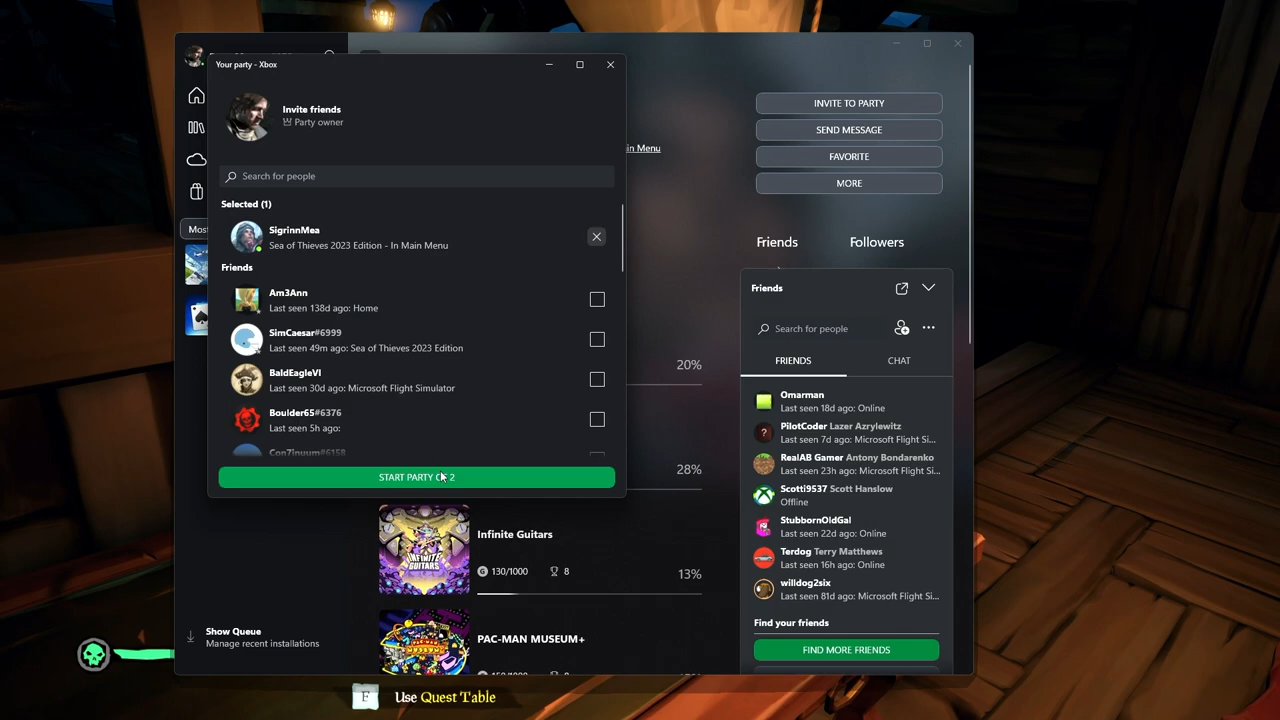 Your party - Xbox
Invite friends
Party owner
Search for people
Selected (1)
SigrinnMea
Sea of Thieves 2023 Edition - In Main Menu
Friends
Am3Ann
Last seen 138d ago: Home
SimCaesar#6999
Last seen 49m ago: Sea of Thieves 2023 Edition
BaldEagleVI
Last seen 30d ago: Microsoft Flight Simulator
Boulder65#6376
Last seen 5h ago:
Con7inuum#6158
START PARTY OF 2
Most
in Menu
INVITE TO PARTY
SEND MESSAGE
FAVORITE
MORE
Friends
Followers
20%
28%
Infinite Guitars
130/1000
8
13%
PAC-MAN MUSEUM+
Friends
Search for people
FRIENDS
CHAT
Omarman
Last seen 18d ago: Online
PilotCoder Lazer Azrylewitz
Last seen 7d ago: Microsoft Flight Si...
RealAB Gamer Antony Bondarenko
Last seen 23h ago: Microsoft Flight Si...
Scotti9537 Scott Hanslow
Offline
StubbornOldGal
Last seen 22d ago: Online
Terdog Terry Matthews
Last seen 16h ago: Online
willdog2six
Last seen 81d ago: Microsoft Flight Si...
Find your friends
FIND MORE FRIENDS
Show Queue
Manage recent installations
F
Use Quest Table